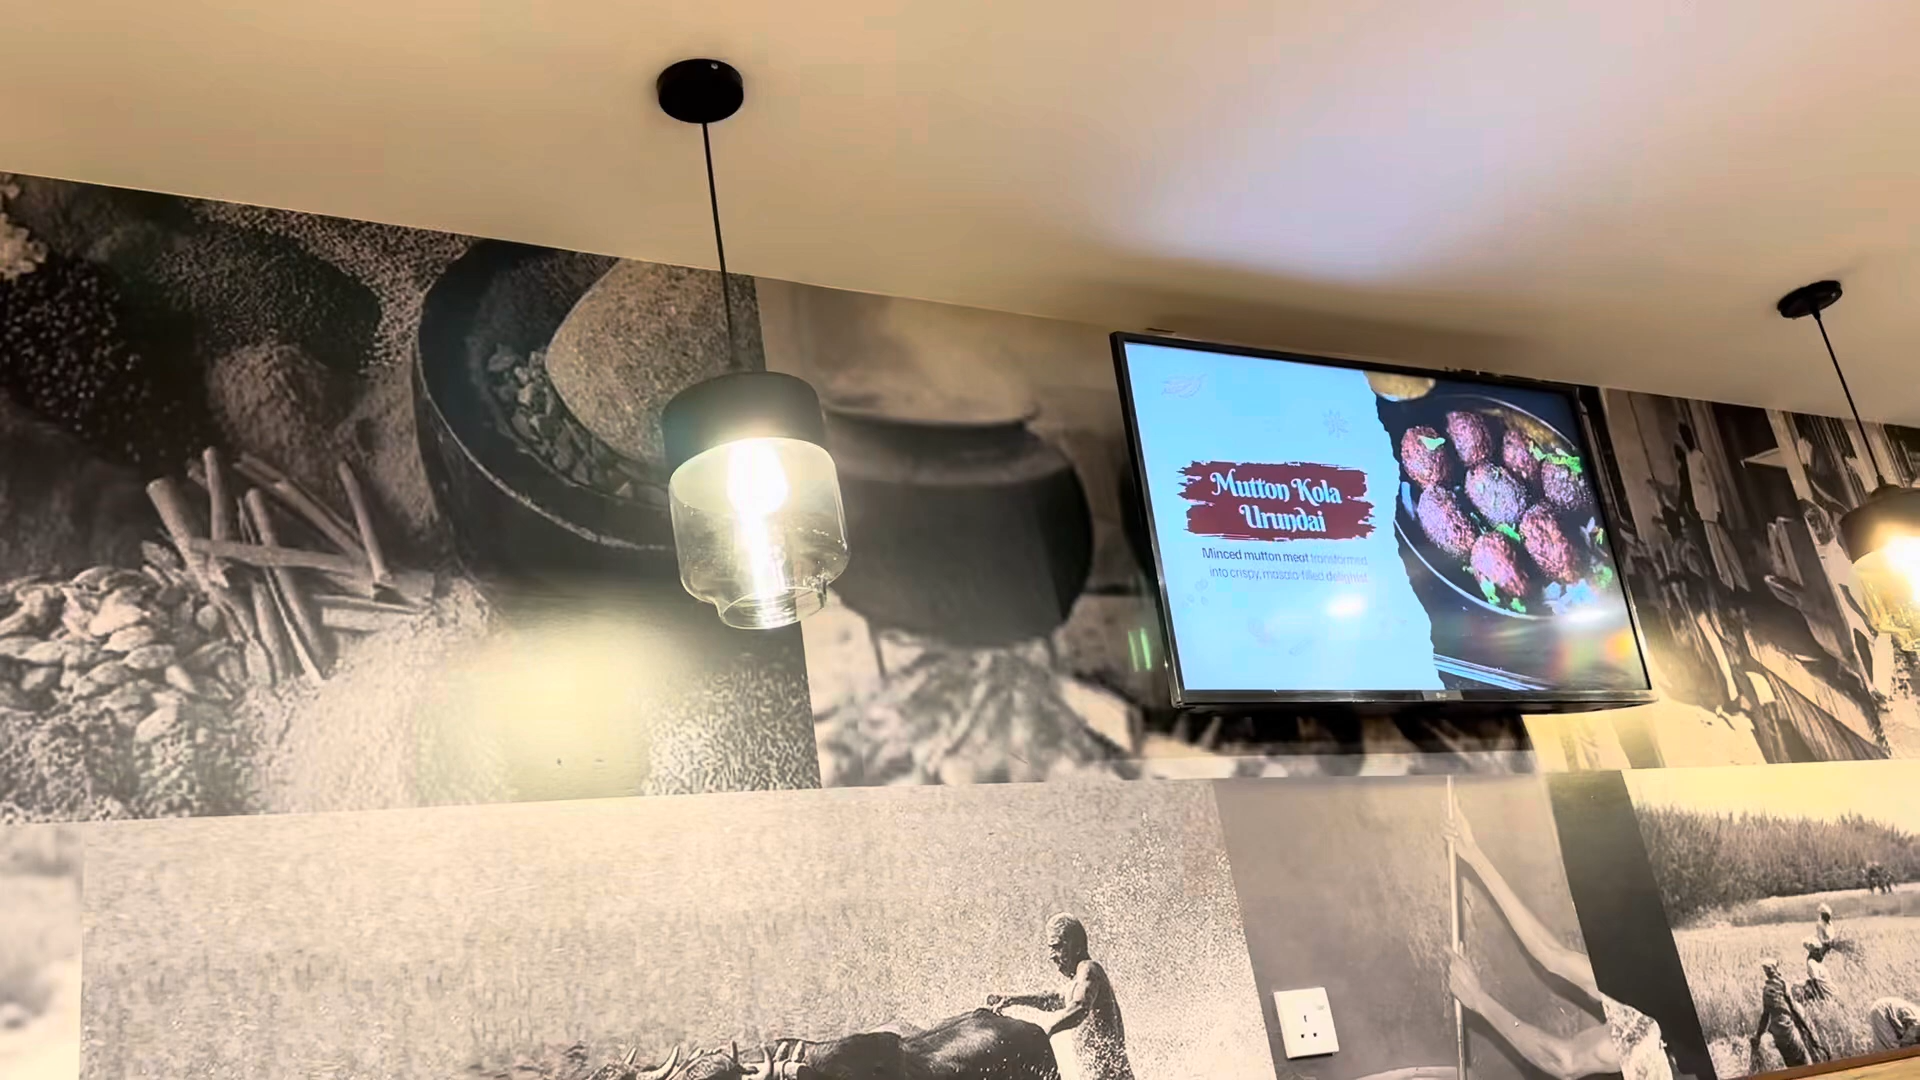 Mutton Kola
Urundai
Minced mutton meat transformed
into crispy, masala-filled delights!